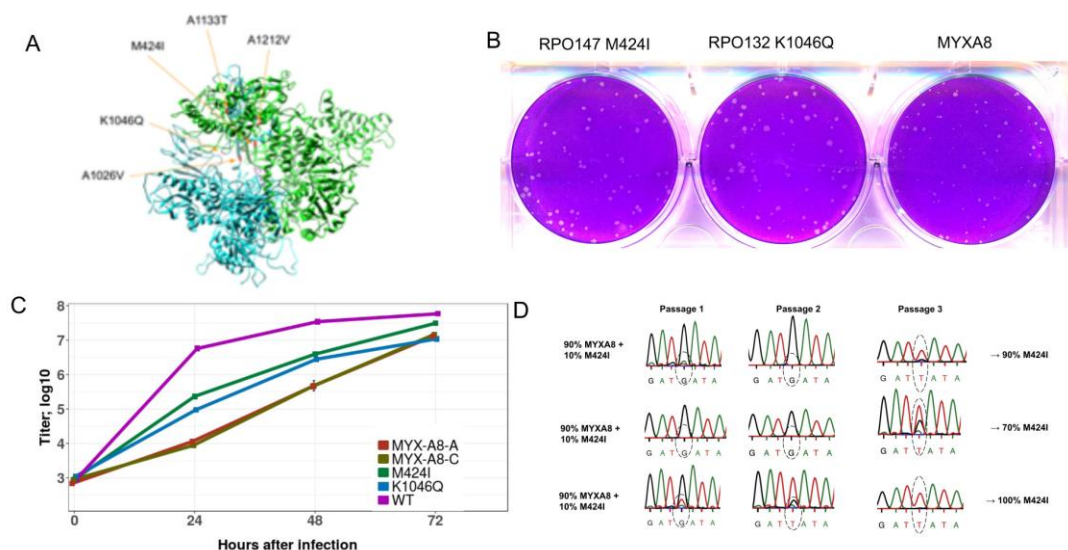 A
A1133T
M424I
A1212V
K1046Q
A1026V
B
RPO147 M424I
RPO132 K1046Q
MYXA8
C
Titer; log10
8
7
6
5
4
3
MYX-A8-A
MYX-A8-C
M424I
K1046Q
WT
0
24
48
72
Hours after infection
D
Passage 1
Passage 2
Passage 3
90% MYXA8 +
10% M424I
G A T G A T A
G A T G A T A
G A T T A T A
→ 90% M424I
90% MYXA8 +
10% M424I
G A T G A T A
G A T G A T A
G A T T A T A
→ 70% M424I
90% MYXA8 +
10% M424I
G A T G A T A
G A T T A T A
G A T T A T A
→ 100% M424I